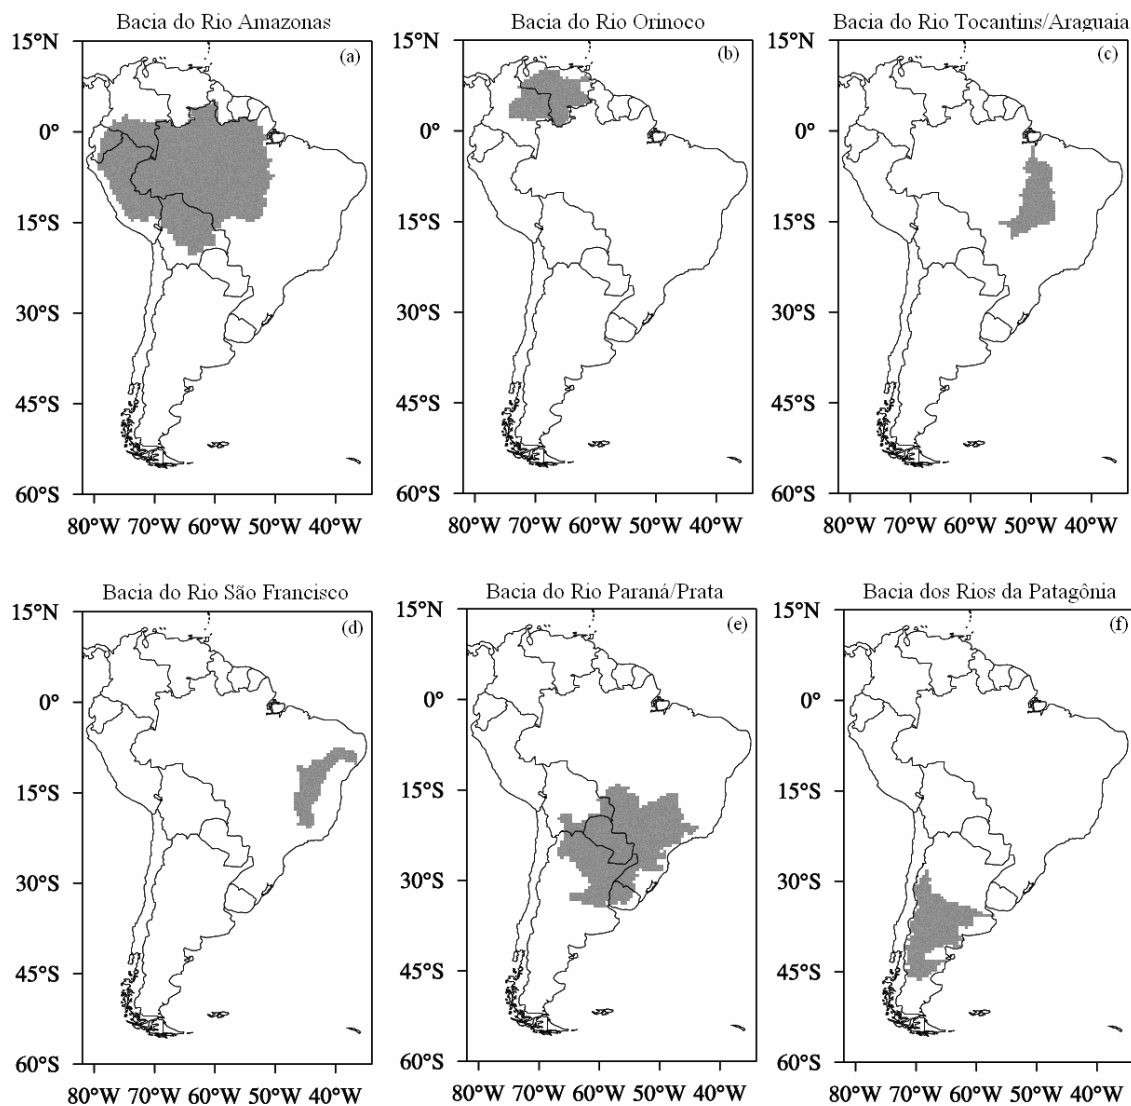 Bacia do Rio Amazonas
(a)
15°N
0°
15°S
30°S
45°S
60°S
80°W 70°W 60°W 50°W 40°W
Bacia do Rio Orinoco
(b)
15°N
0°
15°S
30°S
45°S
60°S
80°W 70°W 60°W 50°W 40°W
Bacia do Rio Tocantins/Araguaia
(c)
15°N
0°
15°S
30°S
45°S
60°S
80°W 70°W 60°W 50°W 40°W
Bacia do Rio São Francisco
(d)
15°N
0°
15°S
30°S
45°S
60°S
80°W 70°W 60°W 50°W 40°W
Bacia do Rio Paraná/Prata
(e)
15°N
0°
15°S
30°S
45°S
60°S
80°W 70°W 60°W 50°W 40°W
Bacia dos Rios da Patagônia
(f)
15°N
0°
15°S
30°S
45°S
60°S
80°W 70°W 60°W 50°W 40°W